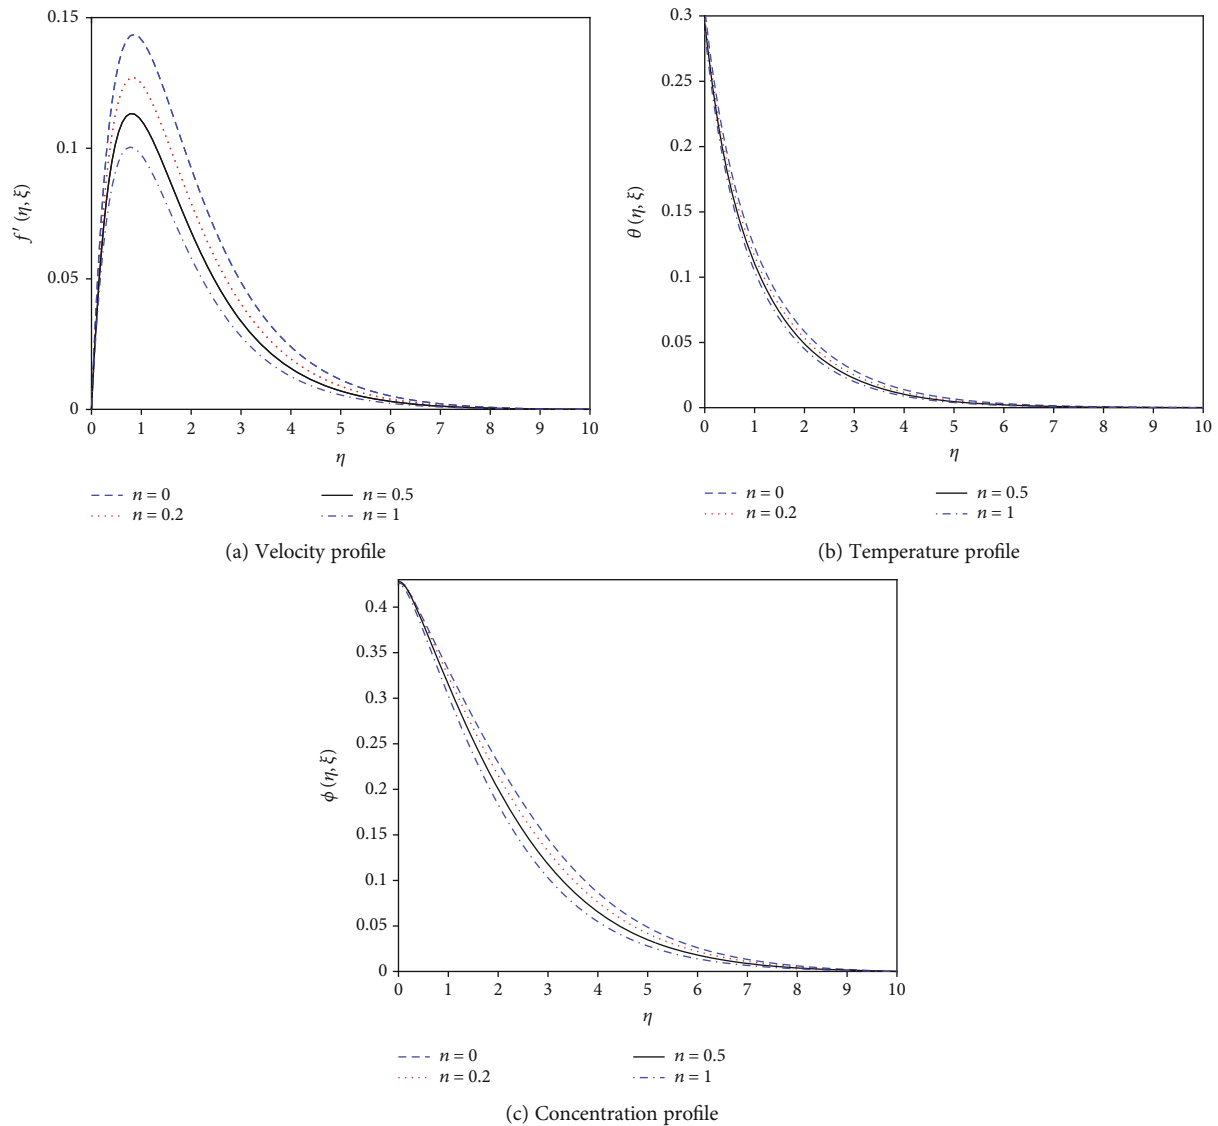 0.15
0.1
0.05
0
f′ (η, ξ)
0 1 2 3 4 5 6 7 8 9 10
η
n = 0
n = 0.2
n = 0.5
n = 1
(a) Velocity profile
0.3
0.25
0.2
0.15
0.1
0.05
0
θ (η, ξ)
0 1 2 3 4 5 6 7 8 9 10
η
n = 0
n = 0.2
n = 0.5
n = 1
(b) Temperature profile
0.4
0.35
0.3
0.25
0.2
0.15
0.1
0.05
0
ϕ (η, ξ)
0 1 2 3 4 5 6 7 8 9 10
η
n = 0
n = 0.2
n = 0.5
n = 1
(c) Concentration profile